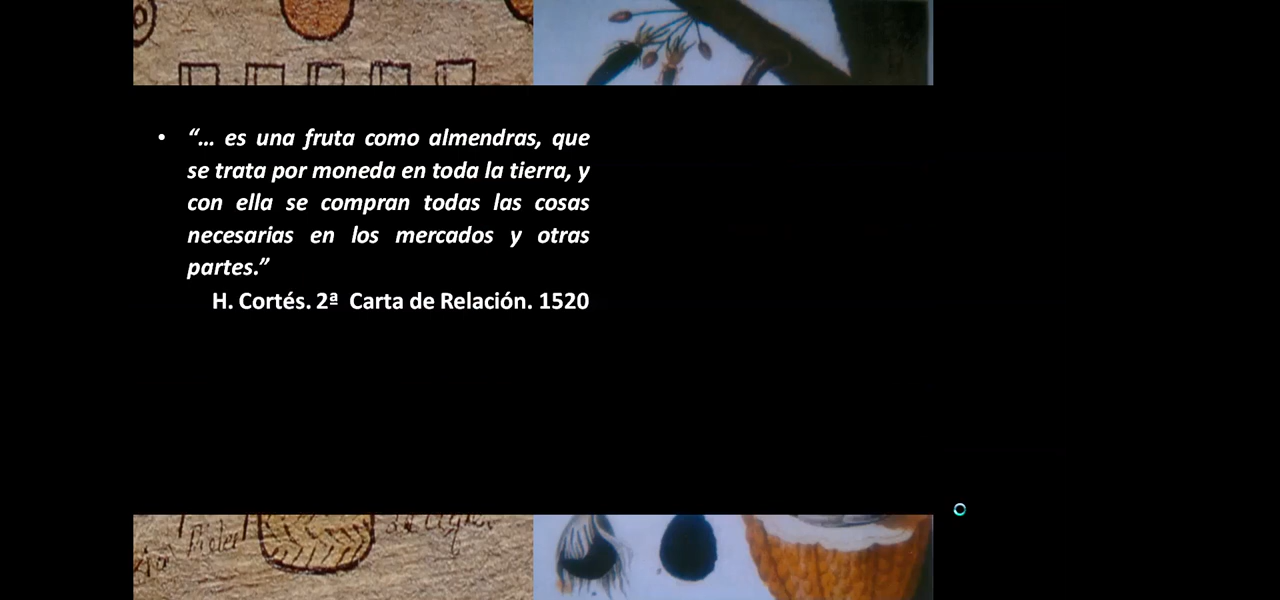 • “... es una fruta como almendras, que
se trata por moneda en toda la tierra, y
con ella se compran todas las cosas
necesarias en los mercados y otras
partes.”
H. Cortés. 2ª Carta de Relación. 1520